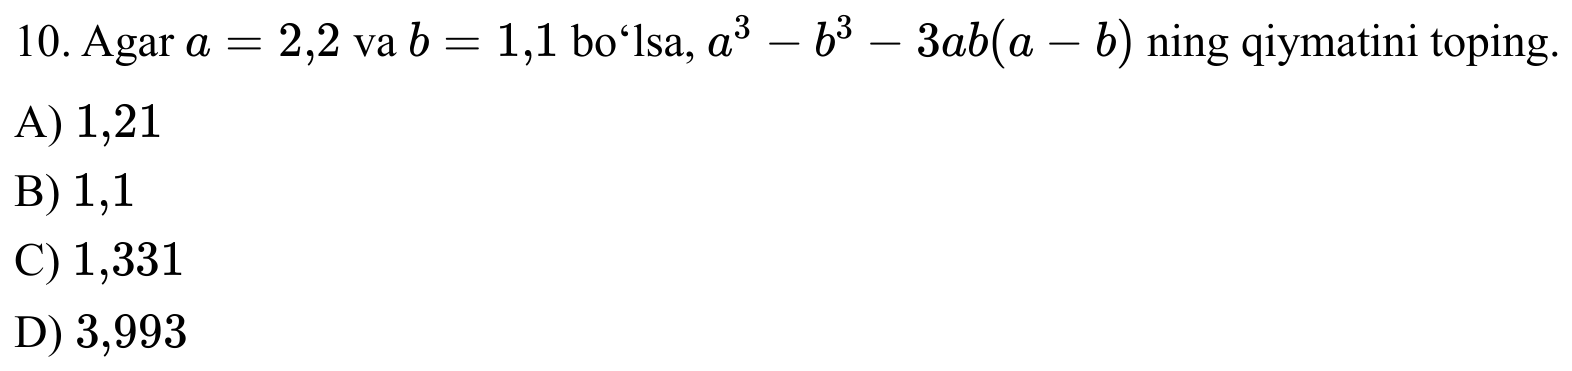 10. Agar a = 2,2 va b = 1,1 bo‘lsa, a³ − b³ − 3ab(a − b) ning qiymatini toping.
A) 1,21
B) 1,1
C) 1,331
D) 3,993